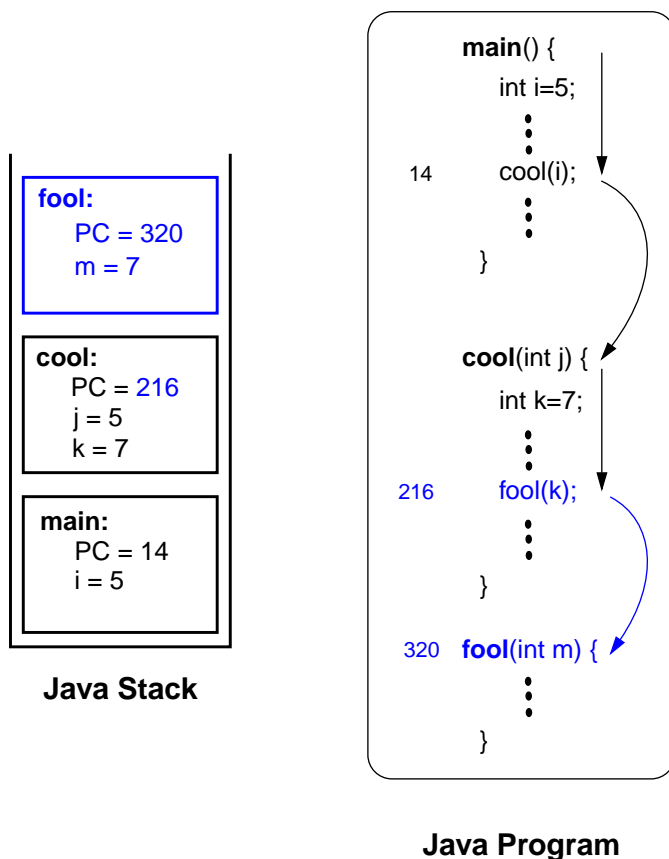 fool:
PC = 320
m = 7
cool:
PC = 216
j = 5
k = 7
main:
PC = 14
i = 5
Java Stack
main() {
int i=5;
14 cool(i);
}
cool(int j) {
int k=7;
216 fool(k);
}
320 fool(int m) {
}
Java Program